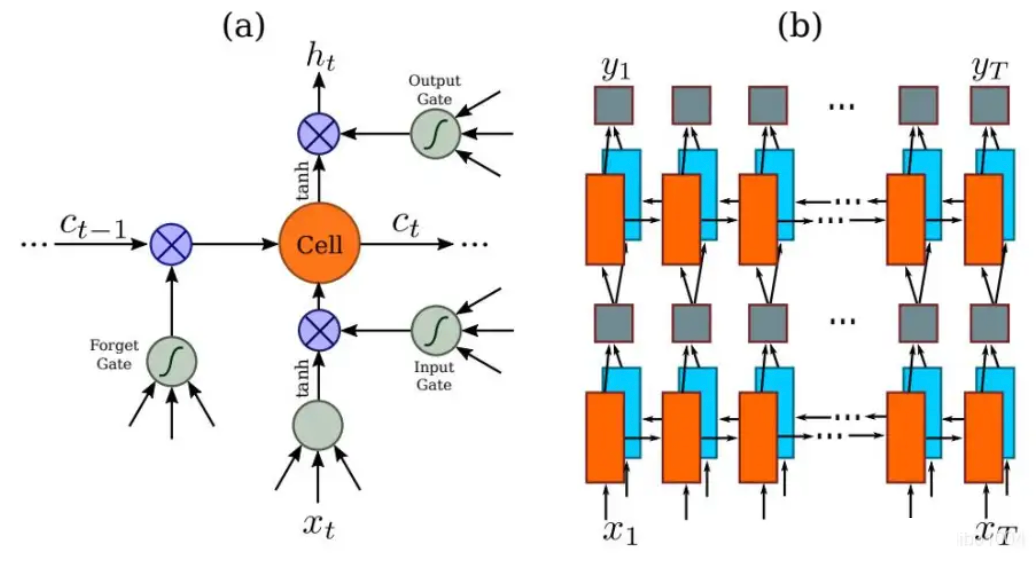 (a)
h_t
Output
Gate
tanh
... c_{t−1}
Cell
c_t ...
Forget
Gate
tanh
Input
Gate
x_t
(b)
y_1
y_T
...
...
...
...
...
...
x_1
x_T